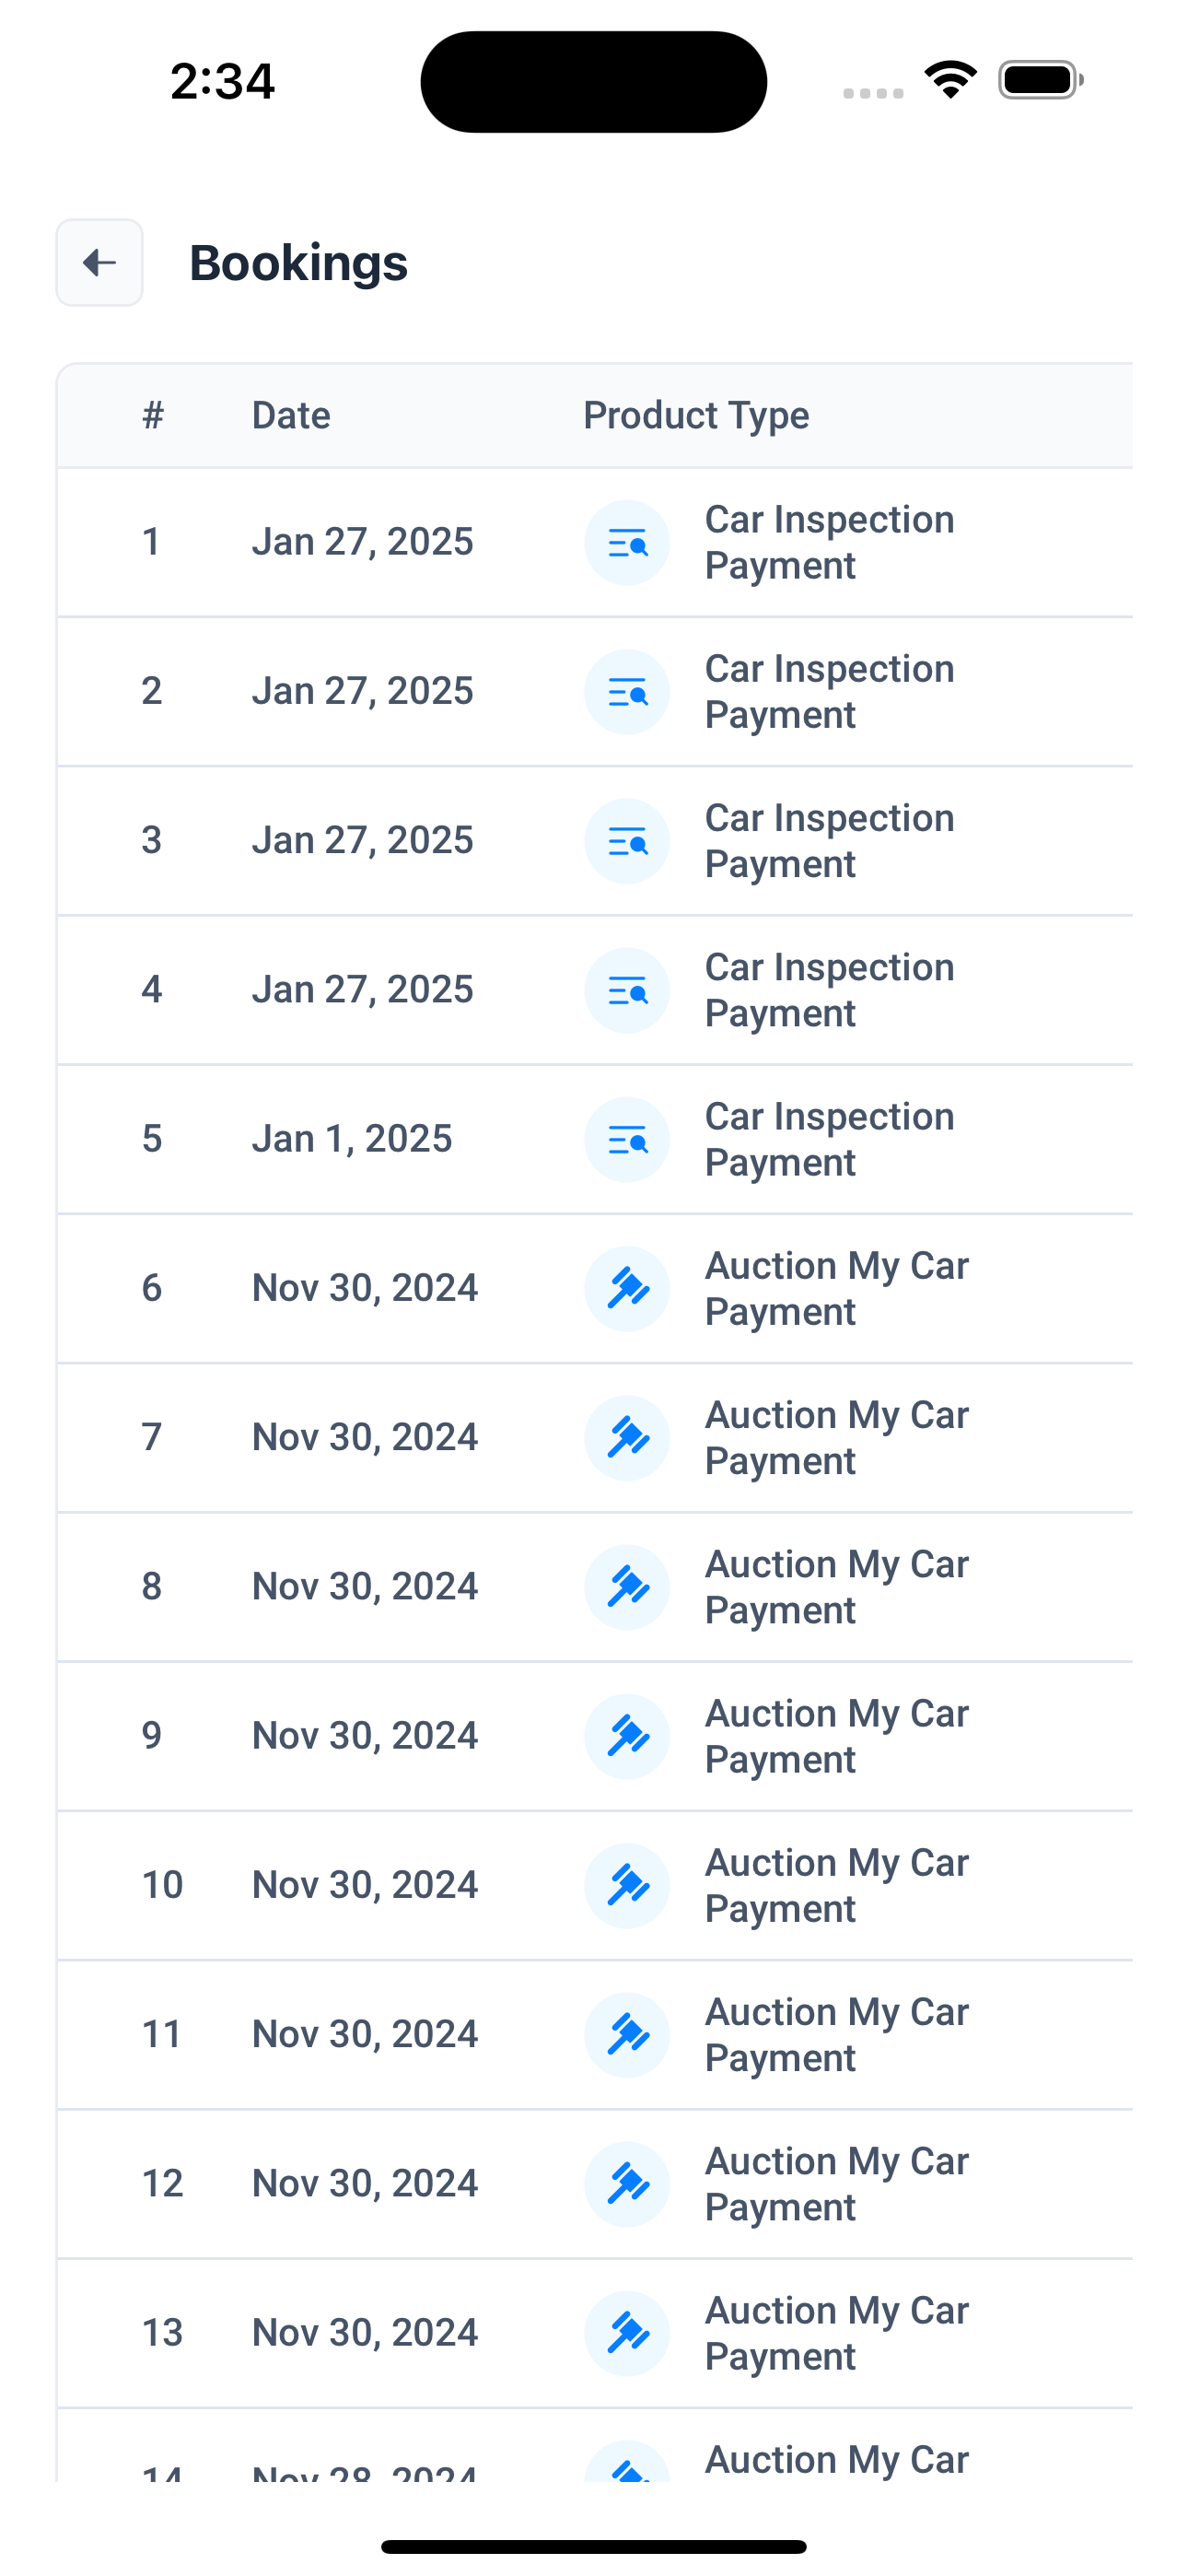 2:34
Bookings
# Date Product Type
1 Jan 27, 2025 Car Inspection
Payment
2 Jan 27, 2025 Car Inspection
Payment
3 Jan 27, 2025 Car Inspection
Payment
4 Jan 27, 2025 Car Inspection
Payment
5 Jan 1, 2025 Car Inspection
Payment
6 Nov 30, 2024 Auction My Car
Payment
7 Nov 30, 2024 Auction My Car
Payment
8 Nov 30, 2024 Auction My Car
Payment
9 Nov 30, 2024 Auction My Car
Payment
10 Nov 30, 2024 Auction My Car
Payment
11 Nov 30, 2024 Auction My Car
Payment
12 Nov 30, 2024 Auction My Car
Payment
13 Nov 30, 2024 Auction My Car
Payment
14 Nov 28, 2024 Auction My Car